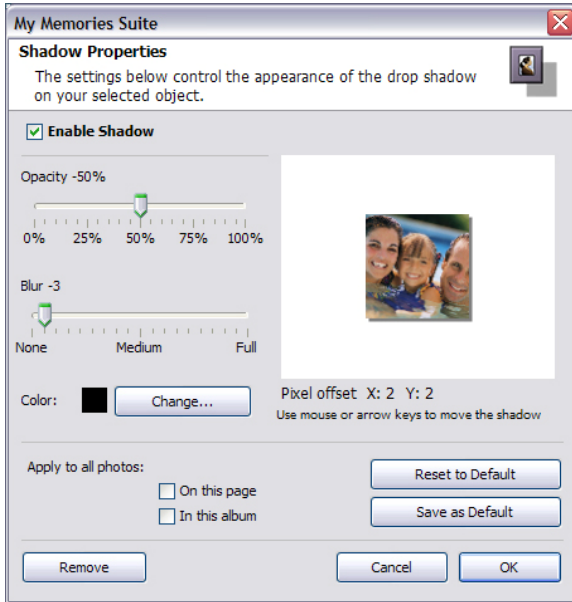 My Memories Suite
Shadow Properties
The settings below control the appearance of the drop shadow
on your selected object.
Enable Shadow
Opacity -50%
0% 25% 50% 75% 100%
Blur -3
None Medium Full
Color: Change...
Pixel offset X: 2 Y: 2
Use mouse or arrow keys to move the shadow
Apply to all photos:
On this page
In this album
Reset to Default
Save as Default
Remove Cancel OK